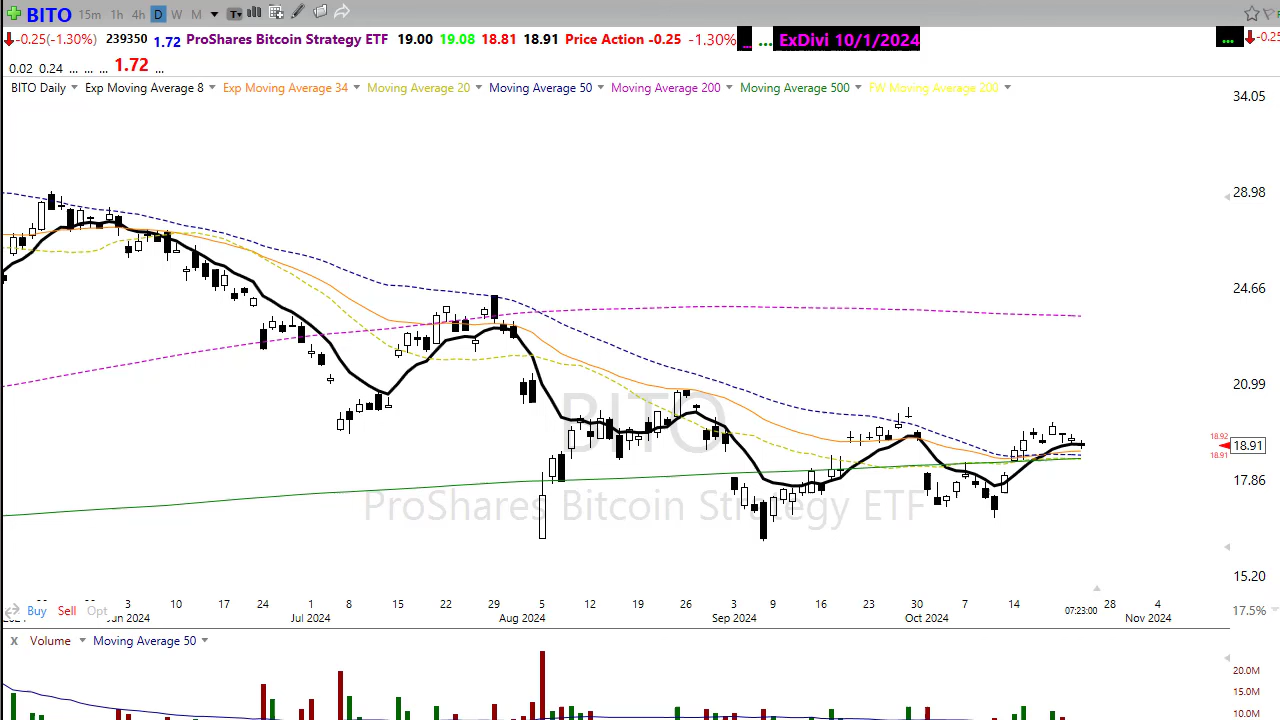 BITO 15m 1h 4h D W M T
-0.25(-1.30%) 239350 1.72 ProShares Bitcoin Strategy ETF 19.00 19.08 18.81 18.91 Price Action -0.25 -1.30% ... ... ExDivi 10/1/2024 ... -0.25
0.02 0.24 ... ... ... 1.72 ...
BITO Daily Exp Moving Average 8 Exp Moving Average 34 Moving Average 20 Moving Average 50 Moving Average 200 Moving Average 500 FW Moving Average 200
34.05
28.98
24.66
20.99
BITO
18.92
18.91
18.91
17.86
ProShares Bitcoin Strategy ETF
15.20
3 10 17 24 1 8 15 22 29 5 12 19 26 3 9 16 23 30 7 14 07:23:00 28 4
Buy Sell Opt 17.5%
Jun 2024 Jul 2024 Aug 2024 Sep 2024 Oct 2024 Nov 2024
X Volume Moving Average 50
20.0M
15.0M
10.0M